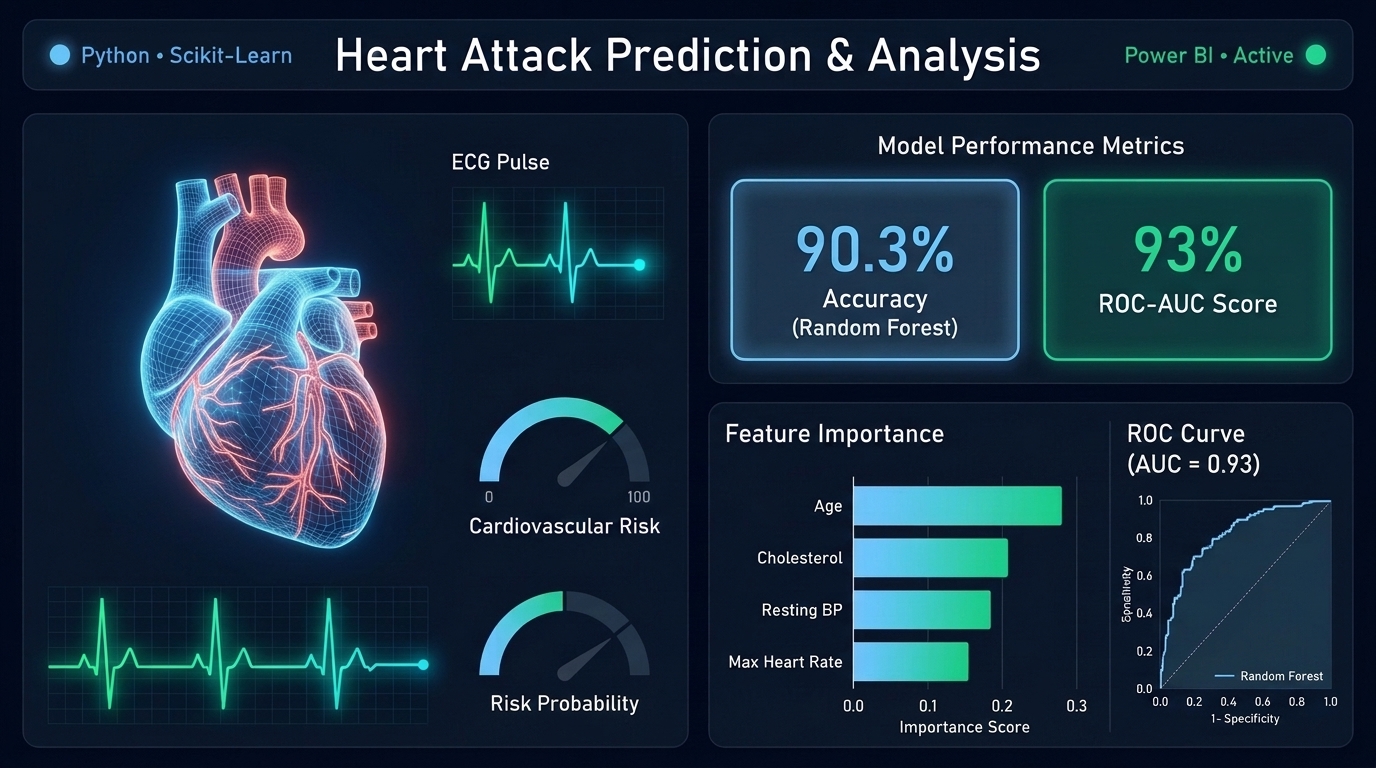 Python • Scikit-Learn
Heart Attack Prediction & Analysis
Power BI • Active
ECG Pulse
0
100
Cardiovascular Risk
Risk Probability
Model Performance Metrics
90.3%
Accuracy
(Random Forest)
93%
ROC-AUC Score
Feature Importance
Age
Cholesterol
Resting BP
Max Heart Rate
0.0 0.1 0.2 0.3
Importance Score
ROC Curve
(AUC = 0.93)
1.0
0.8
0.6
0.4
0.2
0.0
Random Forest
0.0 0.2 0.4 0.6 0.8 1.0
1- Specificity